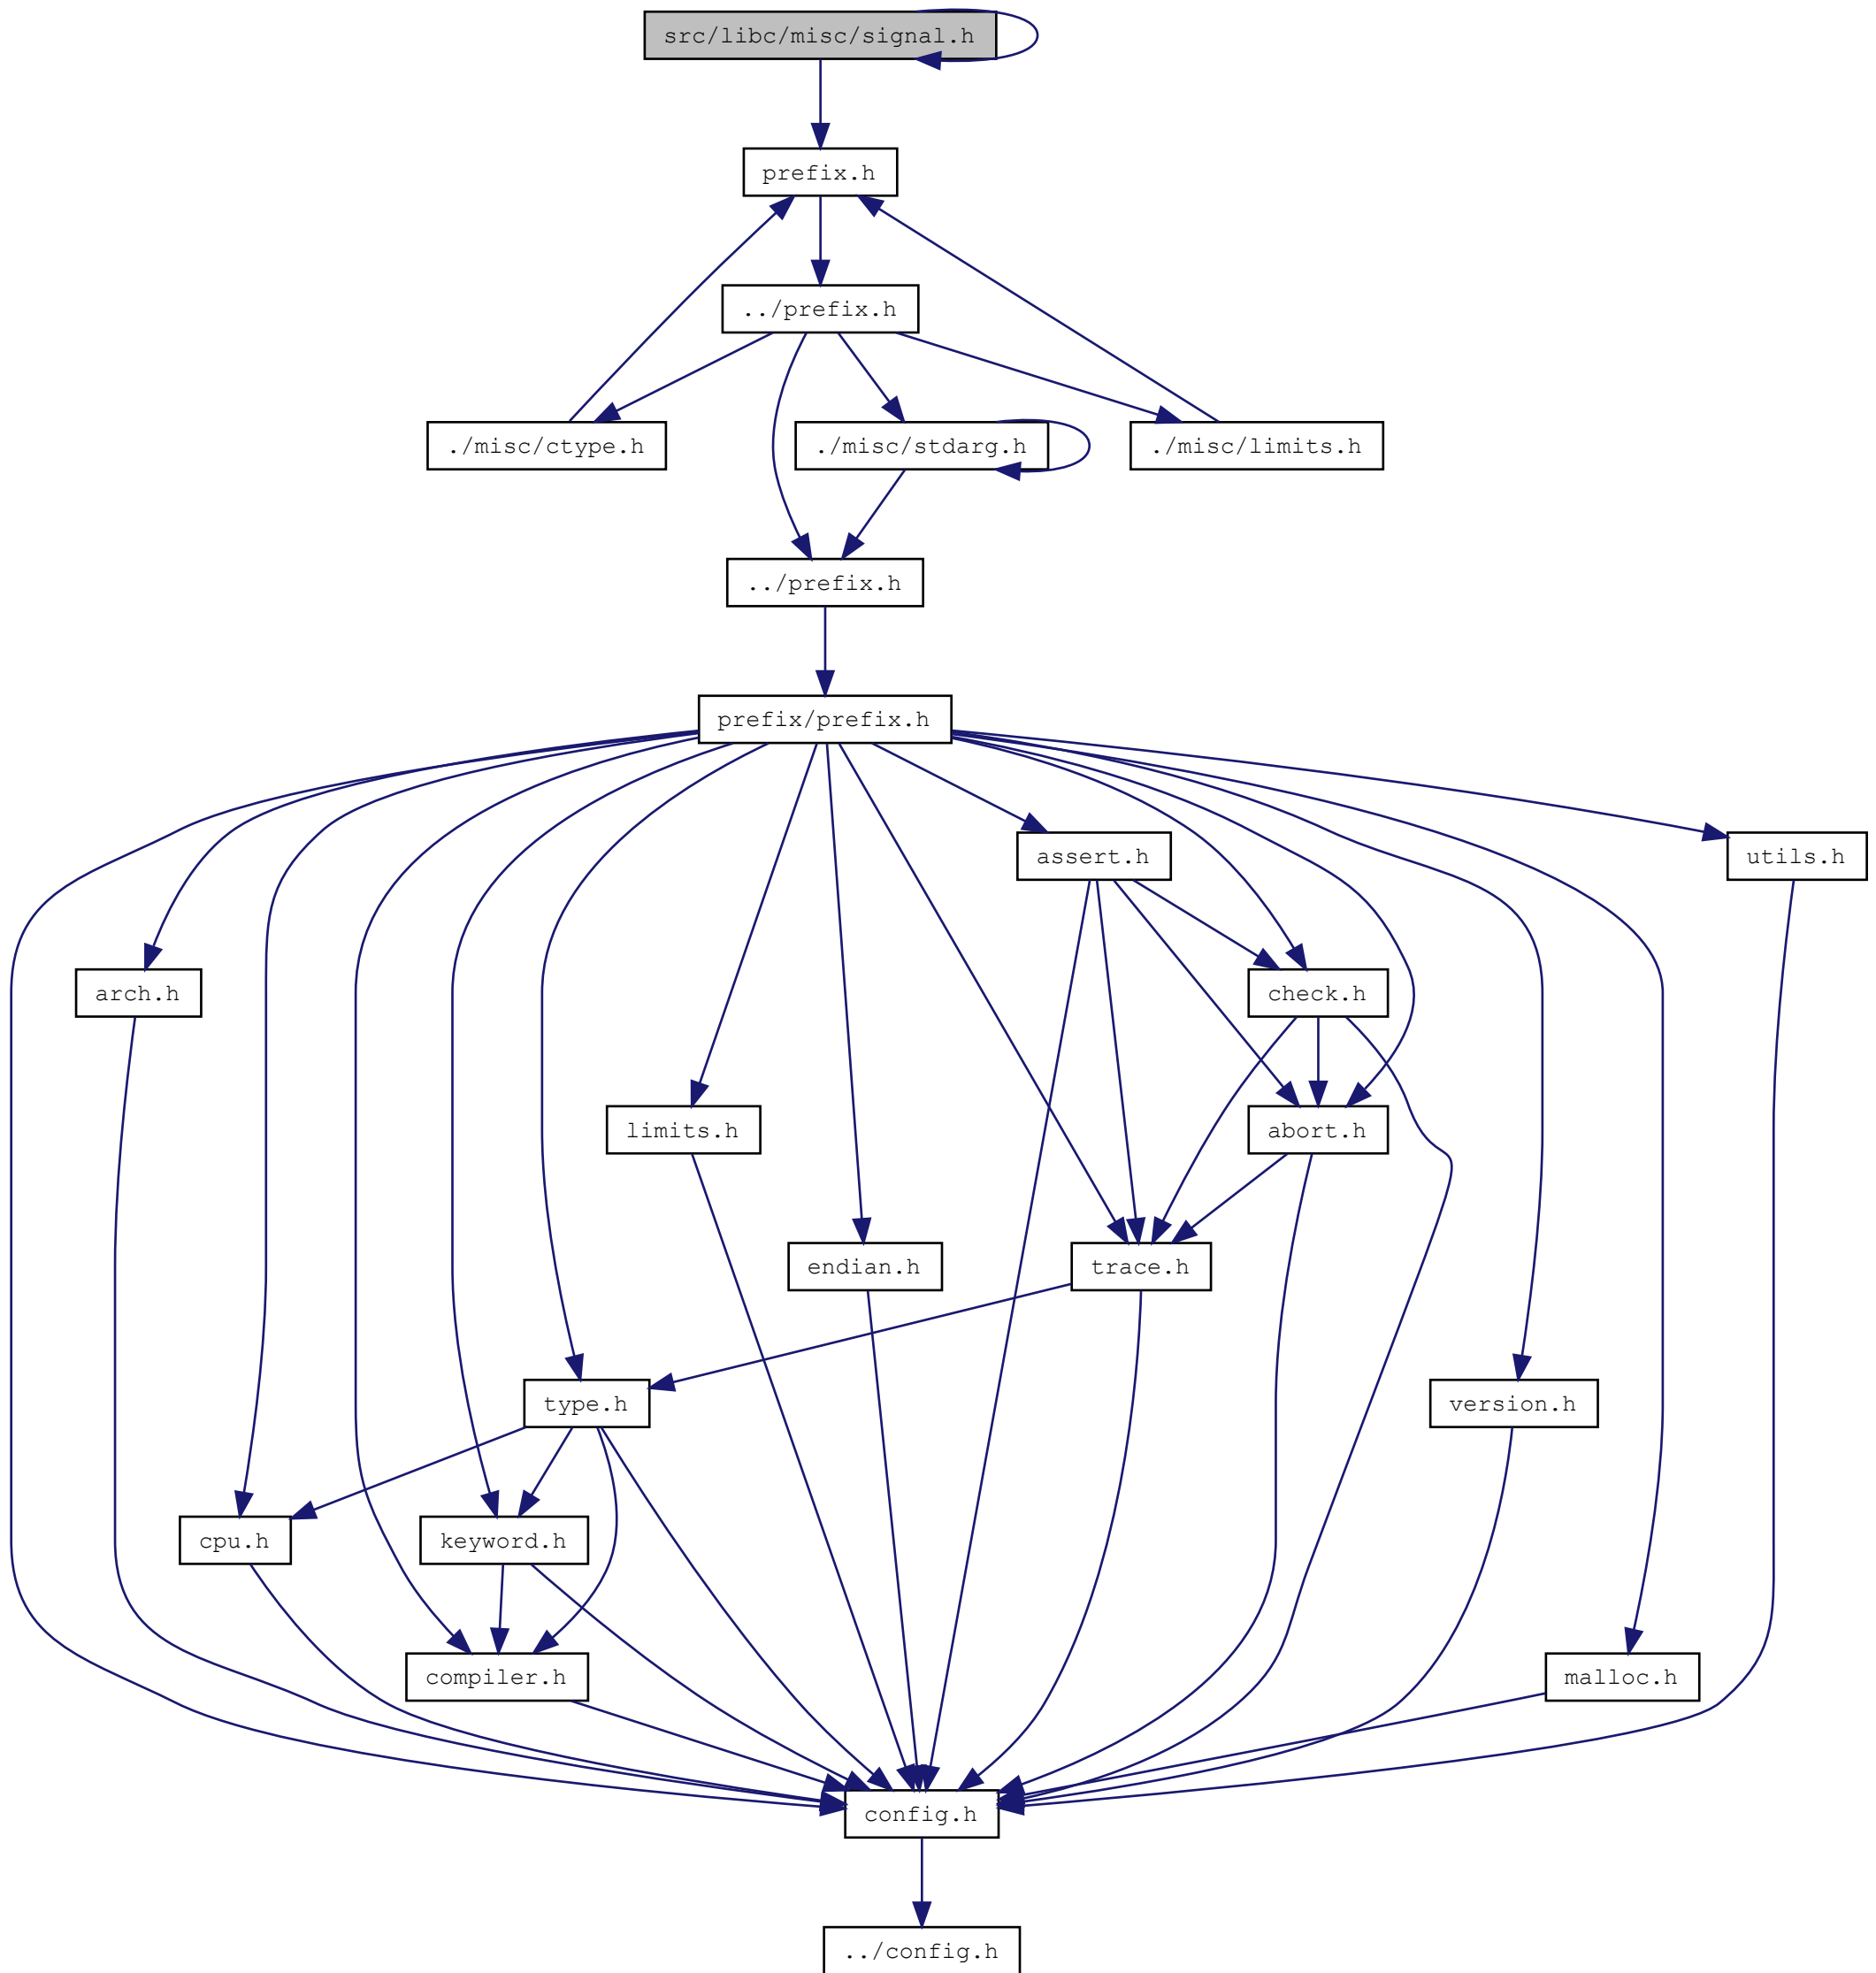 src/libc/misc/signal.h
prefix.h
../prefix.h
./misc/ctype.h
./misc/stdarg.h
./misc/limits.h
../prefix.h
prefix/prefix.h
assert.h
utils.h
arch.h
check.h
limits.h
abort.h
endian.h
trace.h
type.h
version.h
cpu.h
keyword.h
compiler.h
malloc.h
config.h
../config.h